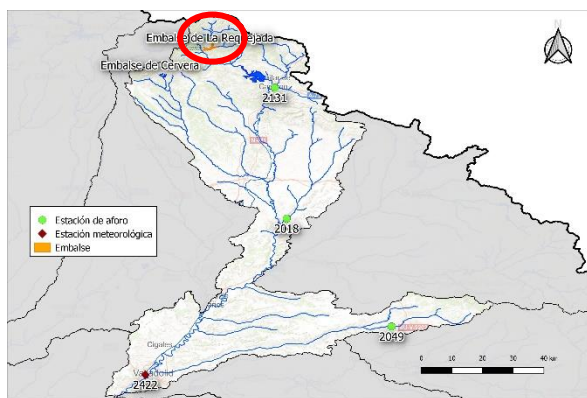 N
Embalse de La Requejada
Embalse de Cervera
2131
Estación de aforo
Estación meteorológica
Embalse
2018
Cigales
2049
Valladolid
2422
0 10 20 30 40 km